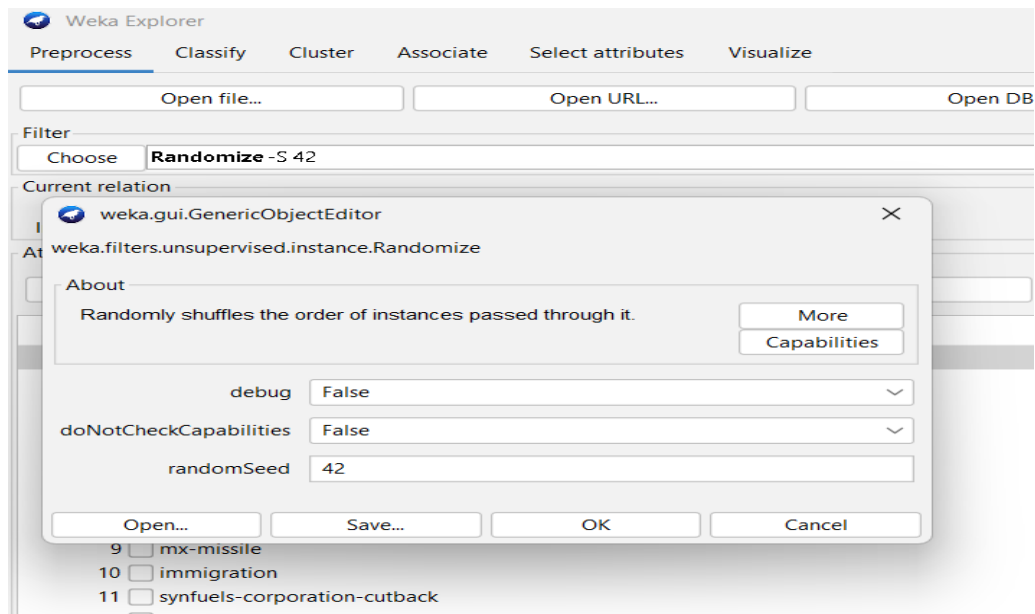 Weka Explorer
Preprocess Classify Cluster Associate Select attributes Visualize
Open file... Open URL... Open DB
Filter
Choose Randomize -S 42
Current relation
weka.gui.GenericObjectEditor
weka.filters.unsupervised.instance.Randomize
At
About
Randomly shuffles the order of instances passed through it. More
Capabilities
debug False
doNotCheckCapabilities False
randomSeed 42
Open... Save... OK Cancel
9 mx-missile
10 immigration
11 synfuels-corporation-cutback